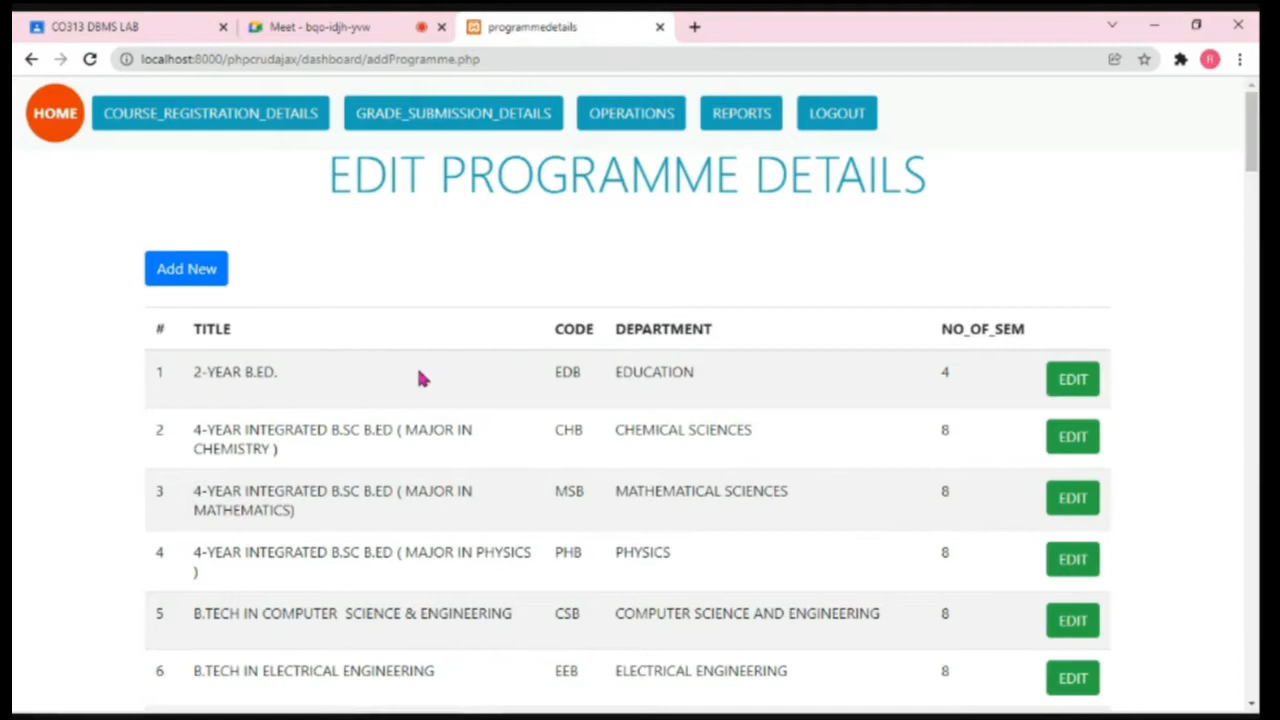 CO313 DBMS LAB
Meet - bqo-idjh-yvw
programmedetails
localhost:8000/phpcrudajax/dashboard/addProgramme.php
HOME
COURSE_REGISTRATION_DETAILS
GRADE_SUBMISSION_DETAILS
OPERATIONS
REPORTS
LOGOUT
EDIT PROGRAMME DETAILS
Add New
# TITLE CODE DEPARTMENT NO_OF_SEM
1 2-YEAR B.ED. EDB EDUCATION 4 EDIT
2 4-YEAR INTEGRATED B.SC B.ED ( MAJOR IN CHB CHEMICAL SCIENCES 8 EDIT
CHEMISTRY )
3 4-YEAR INTEGRATED B.SC B.ED ( MAJOR IN MSB MATHEMATICAL SCIENCES 8 EDIT
MATHEMATICS)
4 4-YEAR INTEGRATED B.SC B.ED ( MAJOR IN PHYSICS PHB PHYSICS 8 EDIT
)
5 B.TECH IN COMPUTER SCIENCE & ENGINEERING CSB COMPUTER SCIENCE AND ENGINEERING 8 EDIT
6 B.TECH IN ELECTRICAL ENGINEERING EEB ELECTRICAL ENGINEERING 8 EDIT